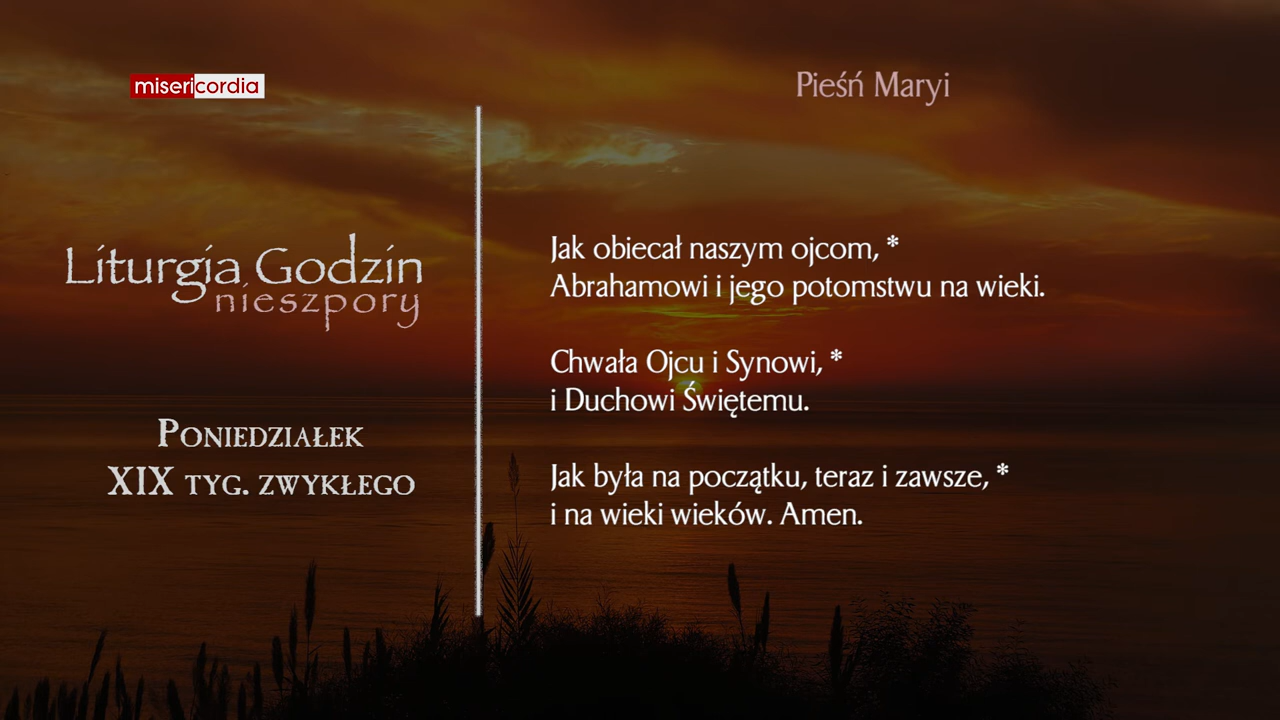 misericordia
Pieśń Maryi
Liturgia Godzin
nieszpory
Poniedziałek
XIX tyg. zwykłego
Jak obiecał naszym ojcom, *
Abrahamowi i jego potomstwu na wieki.
Chwała Ojcu i Synowi, *
i Duchowi Świętemu.
Jak była na początku, teraz i zawsze, *
i na wieki wieków. Amen.